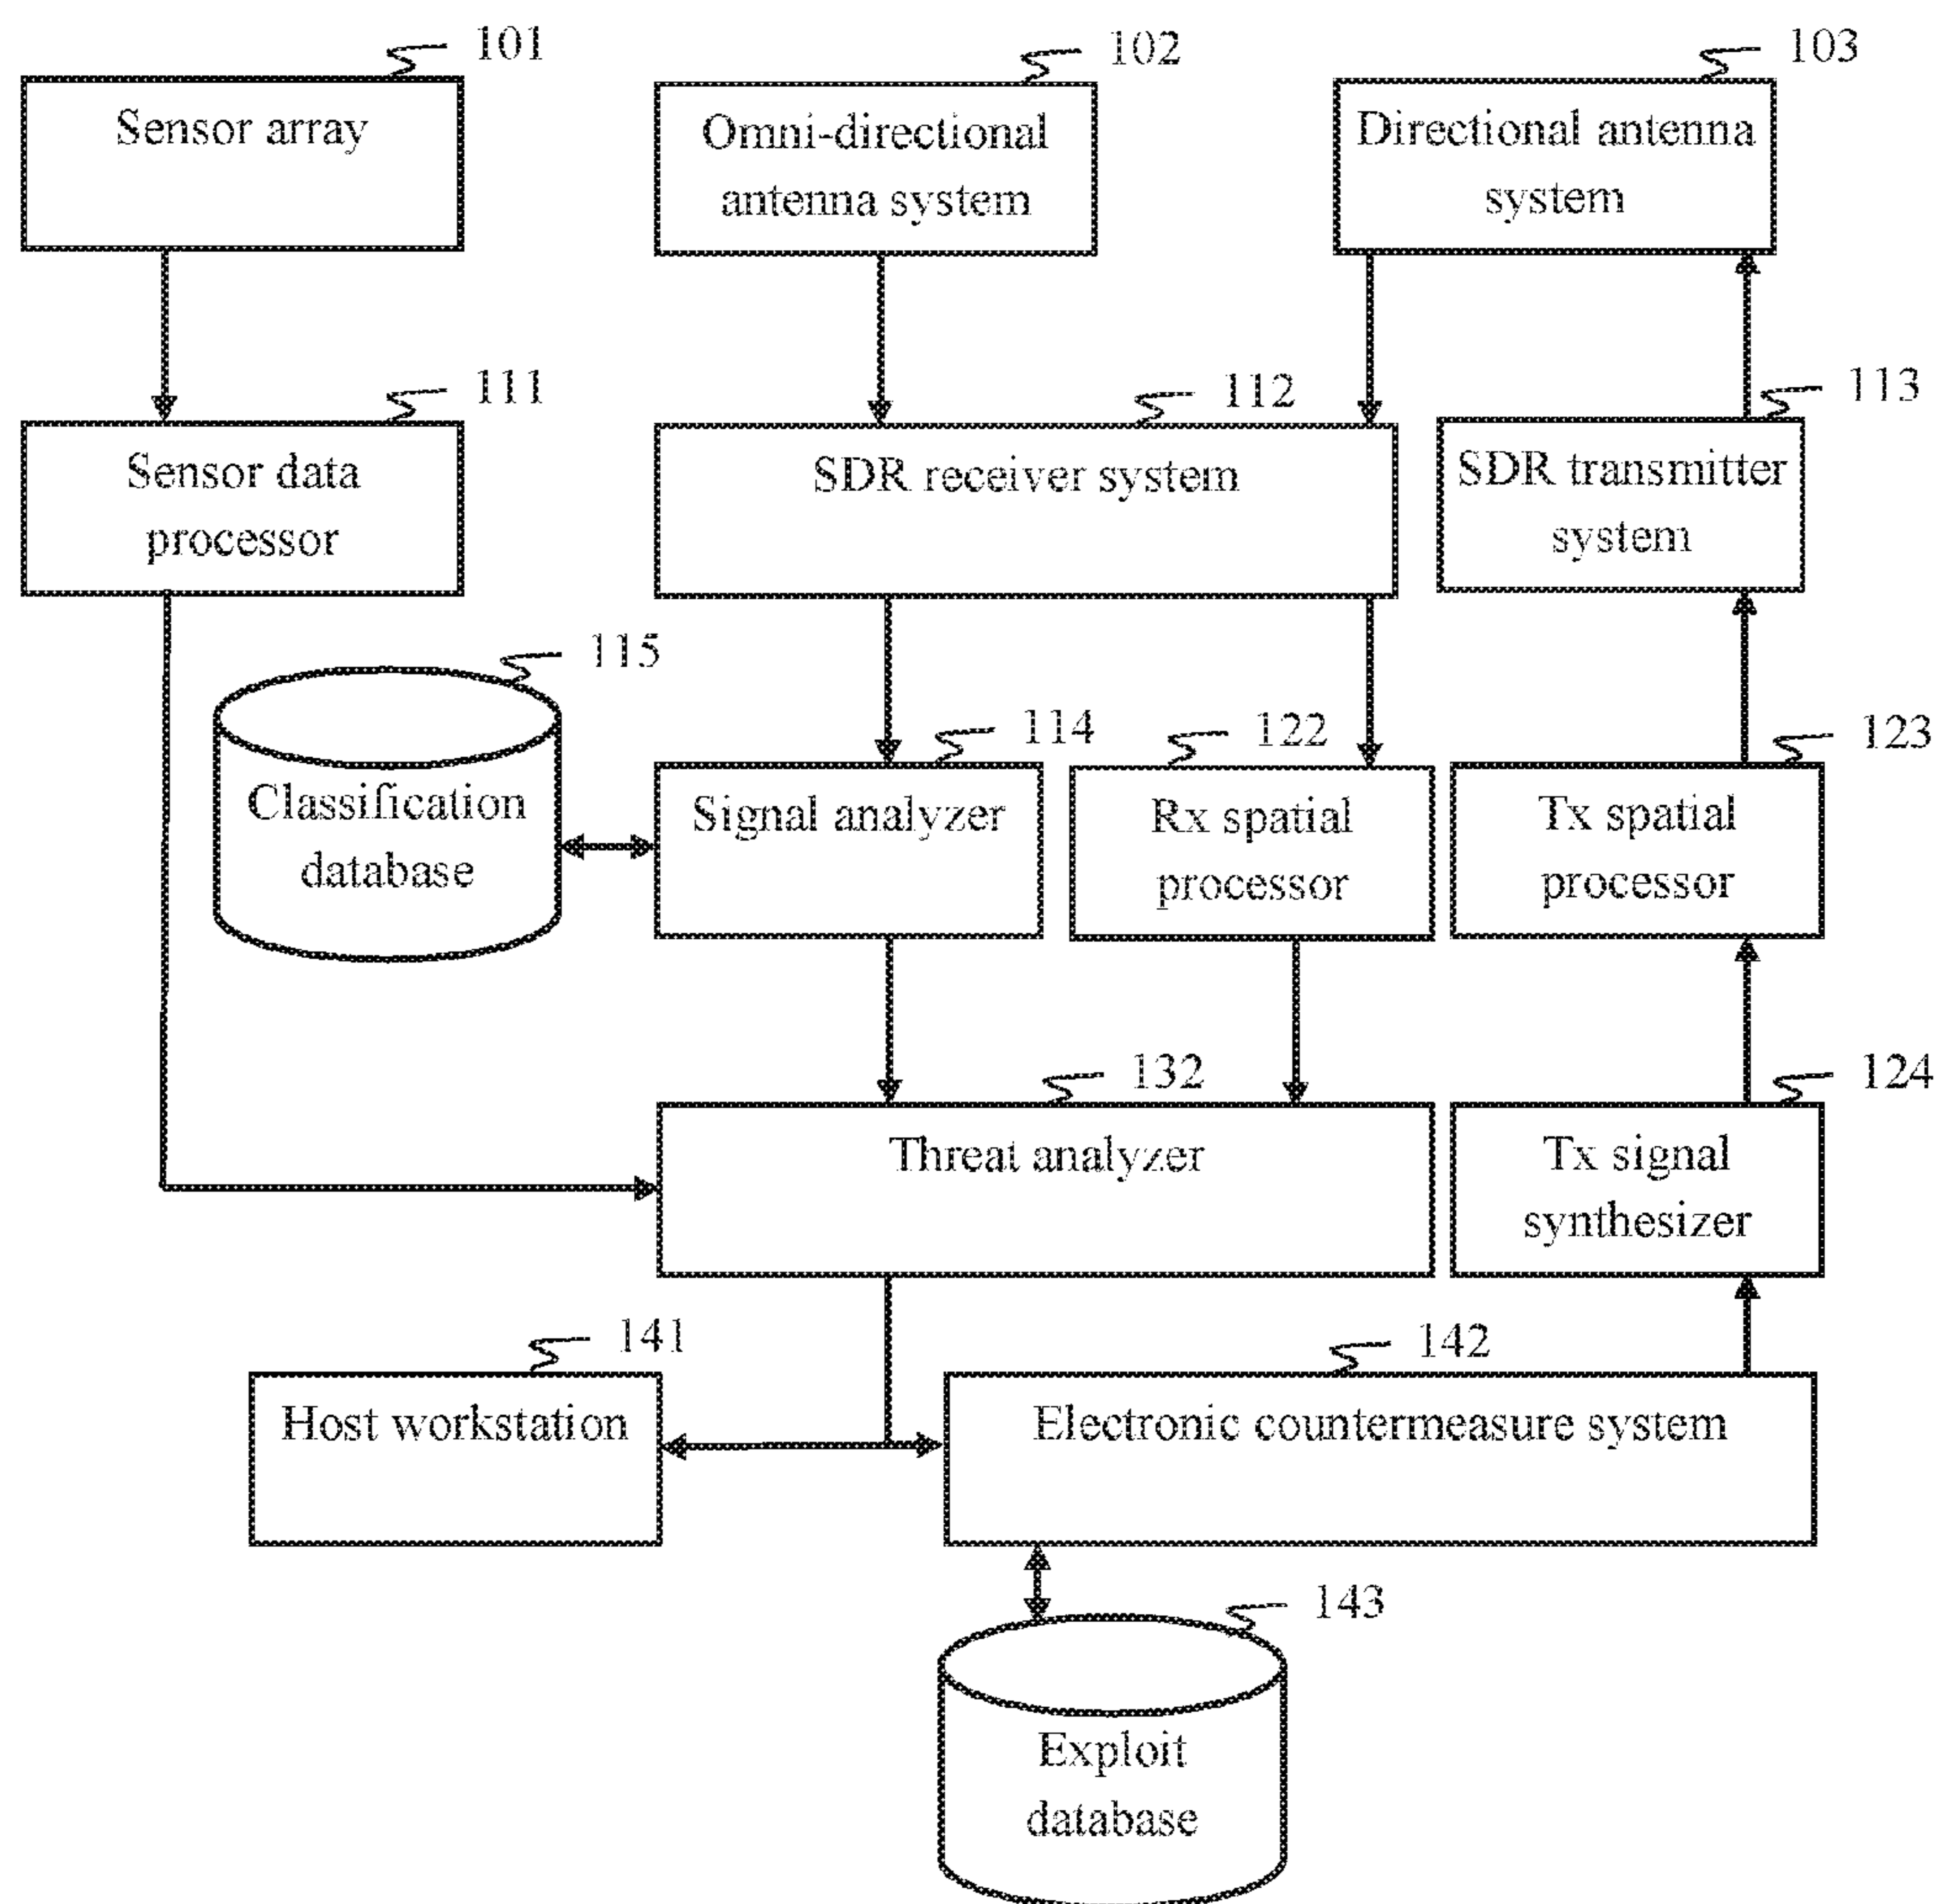 101
102
103
Sensor array
Omni-directional
antenna system
Directional antenna
system
111
112
113
Sensor data
processor
SDR receiver system
SDR transmitter
system
115
114
122
123
Classification
database
Signal analyzer
Rx spatial
processor
Tx spatial
processor
132
124
Threat analyzer
Tx signal
synthesizer
141
142
Host workstation
Electronic countermeasure system
143
Exploit
database